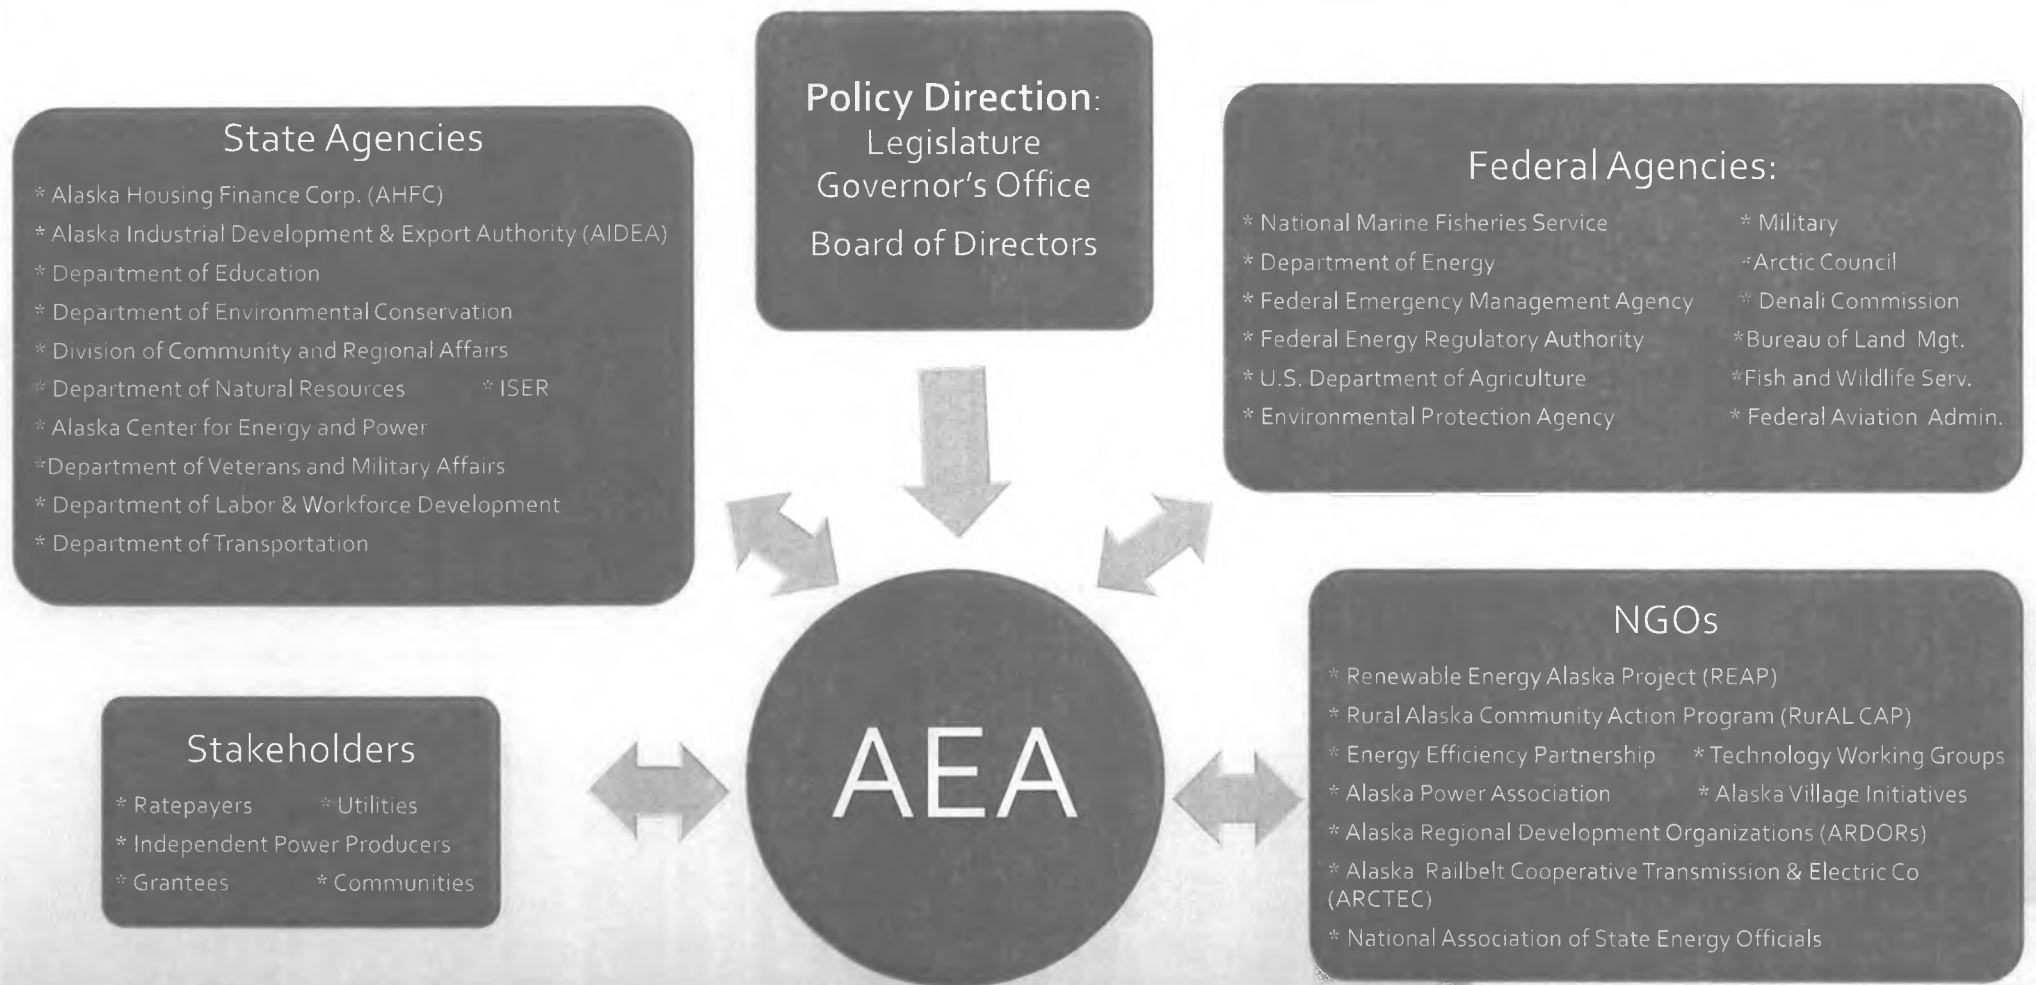 Policy Direction:
Legislature
Governor's Office
Board of Directors
State Agencies
* Alaska Housing Finance Corp. (AHFC)
* Alaska Industrial Development & Export Authority (AIDEA)
* Department of Education
* Department of Environmental Conservation
* Division of Community and Regional Affairs
* Department of Natural Resources * ISER
* Alaska Center for Energy and Power
*Department of Veterans and Military Affairs
* Department of Labor & Workforce Development
* Department of Transportation
Federal Agencies:
* National Marine Fisheries Service * Military
* Department of Energy *Arctic Council
* Federal Emergency Management Agency * Denali Commission
* Federal Energy Regulatory Authority *Bureau of Land Mgt.
* U.S. Department of Agriculture *Fish and Wildlife Serv.
* Environmental Protection Agency * Federal Aviation Admin.
Stakeholders
* Ratepayers * Utilities
* Independent Power Producers
* Grantees * Communities
AEA
NGOs
* Renewable Energy Alaska Project (REAP)
* Rural Alaska Community Action Program (RurAL CAP)
* Energy Efficiency Partnership * Technology Working Groups
* Alaska Power Association * Alaska Village Initiatives
* Alaska Regional Development Organizations (ARDORs)
* Alaska Railbelt Cooperative Transmission & Electric Co
(ARCTEC)
* National Association of State Energy Officials